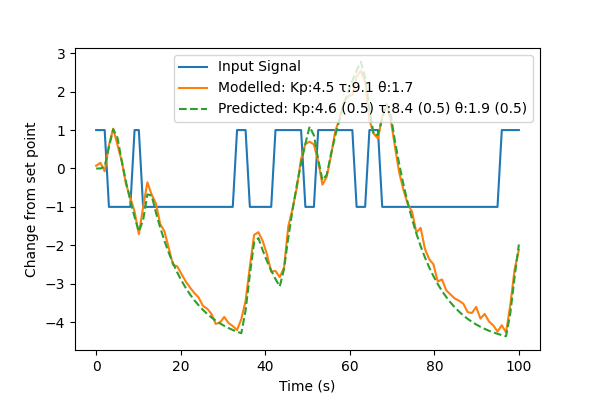 Input Signal
Modelled: Kp:4.5 τ:9.1 θ:1.7
Predicted: Kp:4.6 (0.5) τ:8.4 (0.5) θ:1.9 (0.5)
Change from set point
3
2
1
0
−1
−2
−3
−4
0 20 40 60 80 100
Time (s)